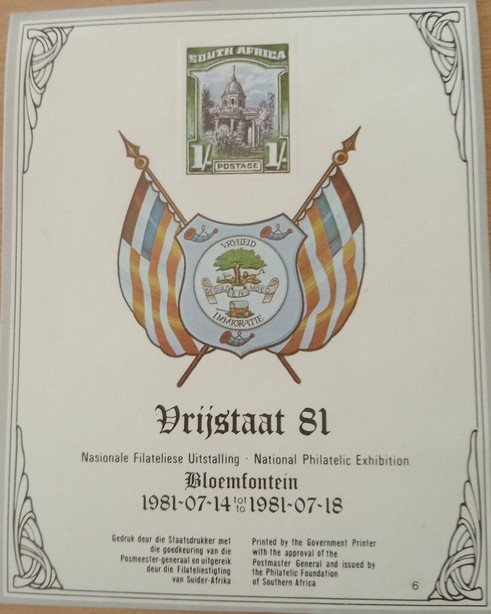 SOUTH AFRICA
1/- 1/-
POSTAGE
VRYHEID
GEDULD EN MOED
IMMIGRATIE
Vrijstaat 81
Nasionale Filateliese Uitstalling · National Philatelic Exhibition
Bloemfontein
1981-07-14 tot to 1981-07-18
Gedruk deur die Staatsdrukker met
die goedkeuring van die
Posmeester-generaal en uitgereik
deur die Filateliestigting
van Suider-Afrika
Printed by the Government Printer
with the approval of the
Postmaster General and issued by
the Philatelic Foundation
of Southern Africa
6